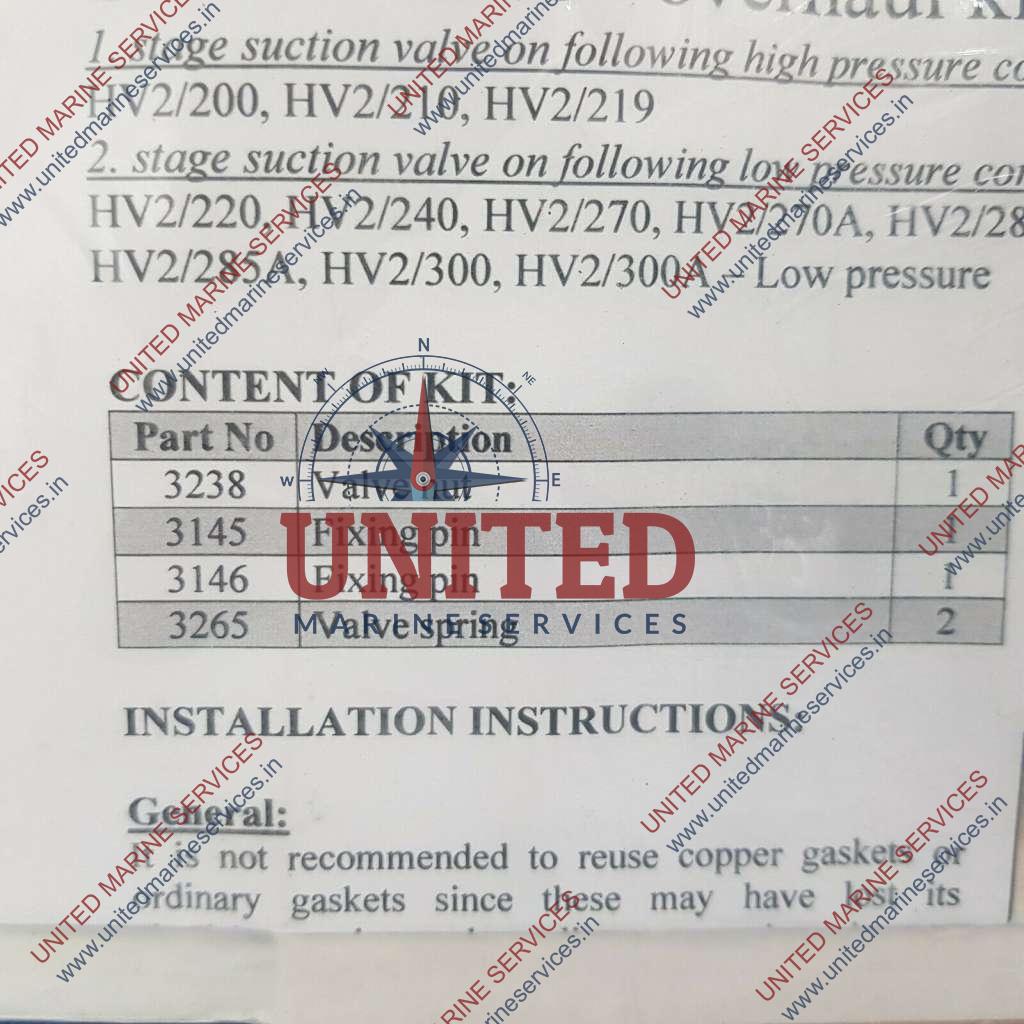 Overhaul
1. stage suction valve on following high pressure
HV2/200, HV2/210, HV2/219
2. stage suction valve on following low pressure
HV2/220, HV2/240, HV2/270, HV2/270A,
HV2/285A, HV2/300, HV2/300A – Low pressure
CONTENT OF KIT:
Part No Description Qty
3238 Valve nut 1
3145 Fixing pin 1
3146 Fixing pin 1
3265 Valve spring 2
N
NE
W
E
UNITED
MARINE SERVICES
INSTALLATION INSTRUCTIONS:
General:
It is not recommended to reuse copper gaskets or
ordinary gaskets since these may have lost its
UNITED MARINE SERVICES
www.unitedmarineservices.in